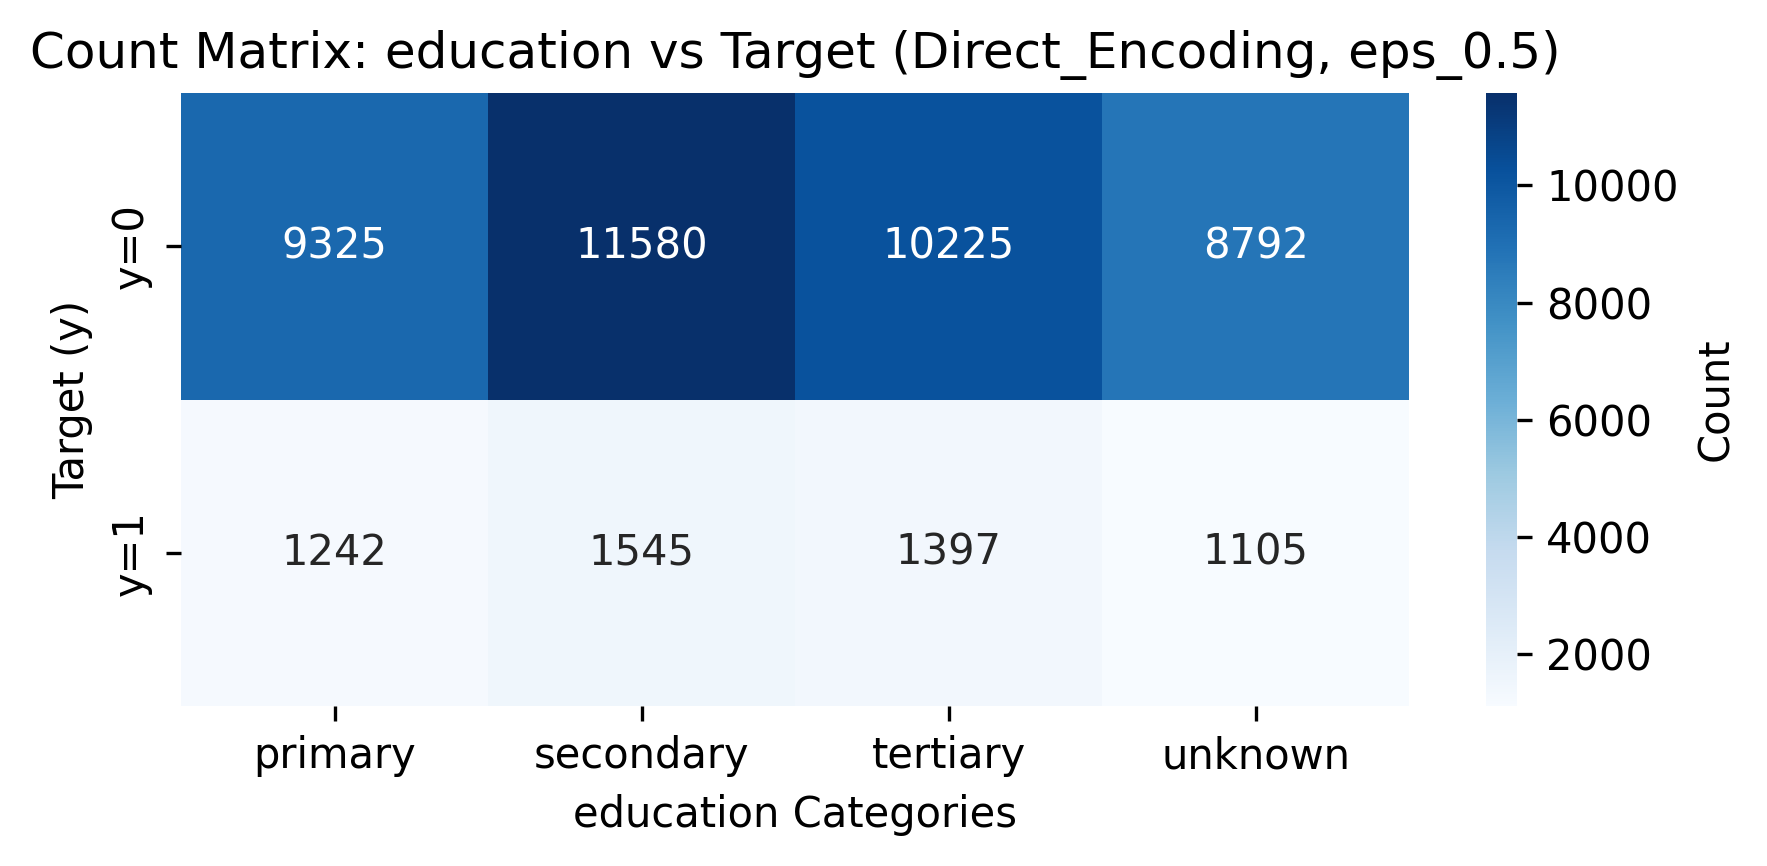 Count Matrix: education vs Target (Direct_Encoding, eps_0.5)
Target (y)
y=0
9325 11580 10225 8792
y=1
1242 1545 1397 1105
primary secondary tertiary unknown
education Categories
10000
8000
6000
4000
2000
Count